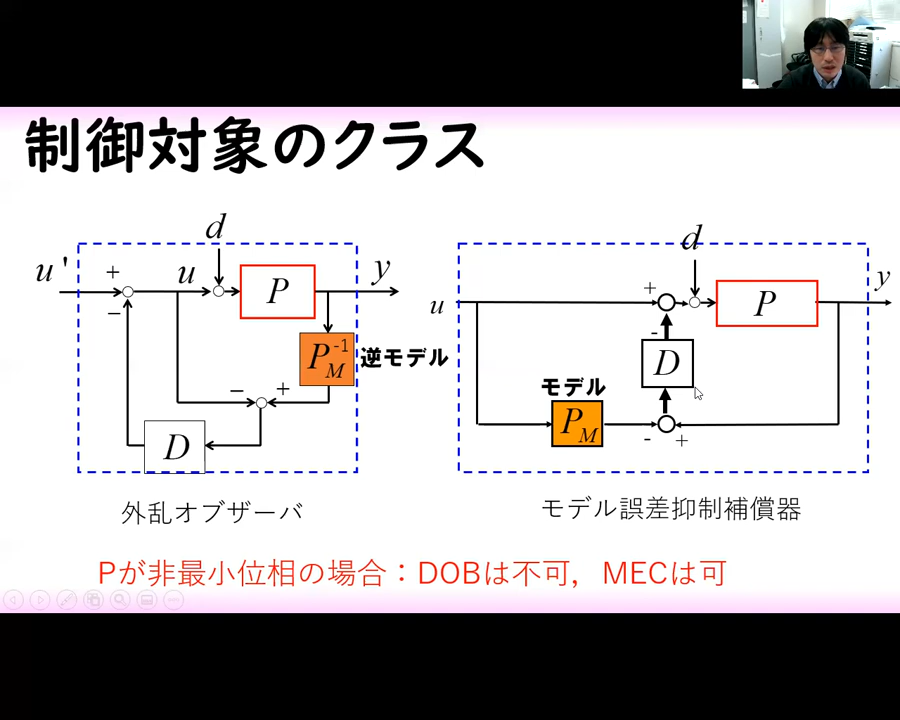 制御対象のクラス
d
u' + u P y
−
P_M^{-1} 逆モデル
− +
D
外乱オブザーバ
d
u + P y
-
D
モデル
P_M
- +
モデル誤差抑制補償器
Pが非最小位相の場合：DOBは不可，MECは可